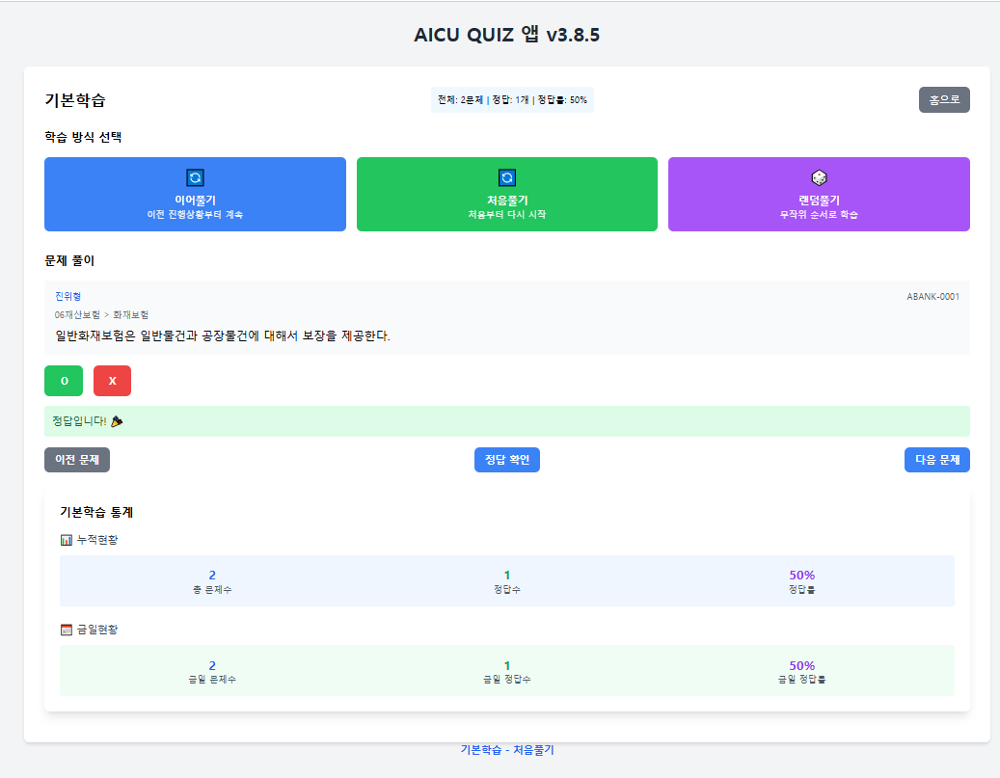 AICU QUIZ 앱 v3.8.5
기본학습
전체: 2문제 | 정답: 1개 | 정답률: 50%
홈으로
학습 방식 선택
이어풀기
이전 진행상황부터 계속
처음풀기
처음부터 다시 시작
랜덤풀기
무작위 순서로 학습
문제 풀이
진위형
ABANK-0001
06재산보험 > 화재보험
일반화재보험은 일반물건과 공장물건에 대해서 보장을 제공한다.
O
X
정답입니다! 🎉
이전 문제
정답 확인
다음 문제
기본학습 통계
📊 누적현황
2
1
50%
총 문제수
정답수
정답률
📅 금일현황
2
1
50%
금일 문제수
금일 정답수
금일 정답률
기본학습 - 처음풀기